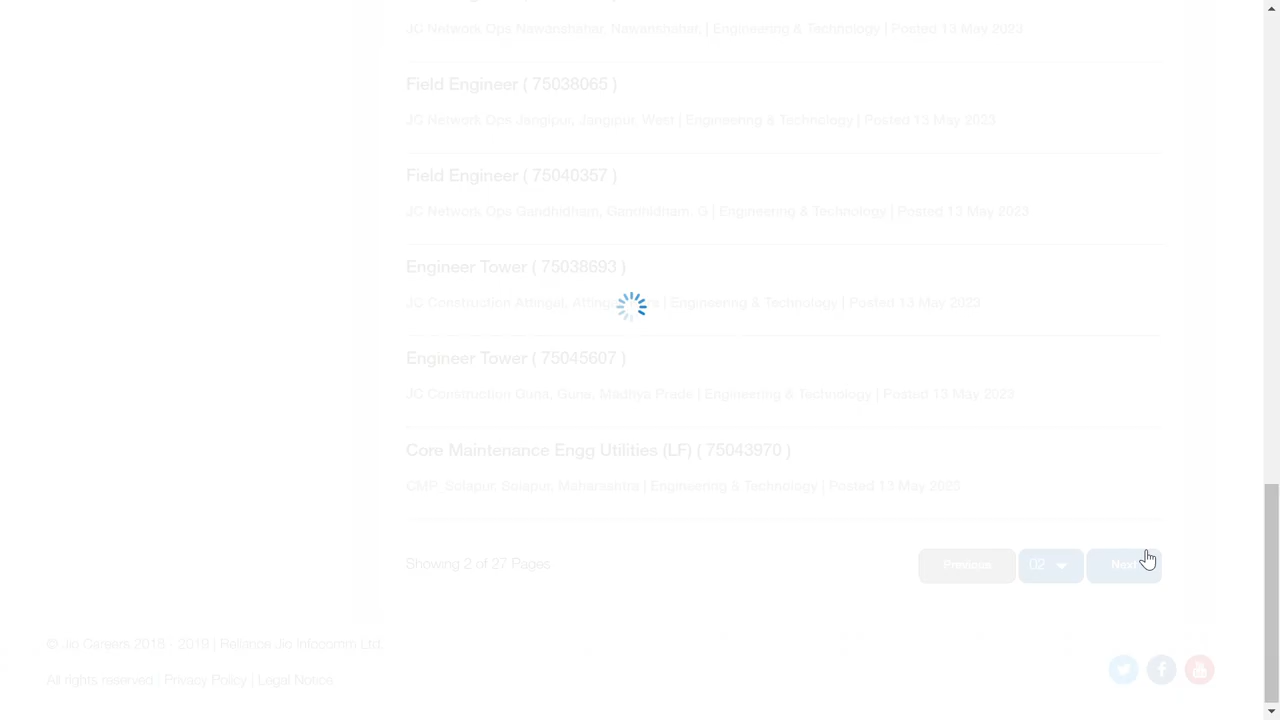 JC Network Ops Nawanshahar, Nawanshahar, | Engineering & Technology | Posted 13 May 2023
Field Engineer ( 75038065 )
JC Network Ops Jangipur, Jangipur, West | Engineering & Technology | Posted 13 May 2023
Field Engineer ( 75040357 )
JC Network Ops Gandhidham, Gandhidham, G | Engineering & Technology | Posted 13 May 2023
Engineer Tower ( 75038693 )
JC Construction Attingal, | Engineering & Technology | Posted 13 May 2023
Engineer Tower ( 75045607 )
JC Construction Guna, Guna, Madhya Prade | Engineering & Technology | Posted 13 May 2023
Core Maintenance Engg Utilities (LF) ( 75043970 )
CMP Solapur, Solapur, Maharashtra | Engineering & Technology | Posted 13 May 2023
Showing 2 of 27 Pages
Previous 02 Next
© Jio Careers 2016 - 2019 | Reliance Jio Infocomm Ltd.
All rights reserved | Privacy Policy | Legal Notice